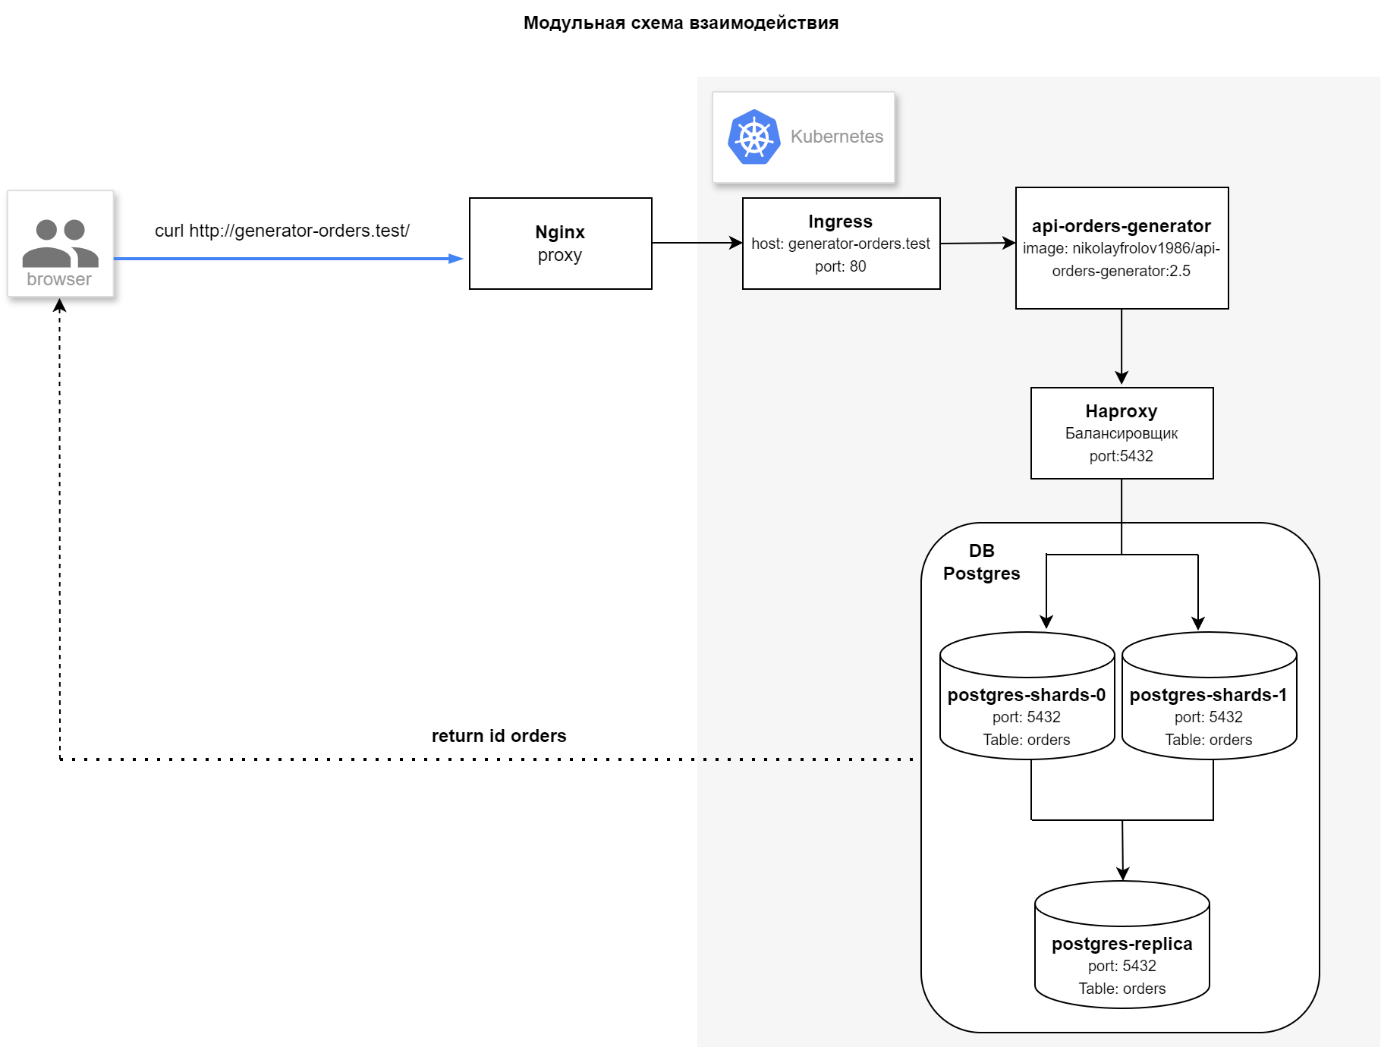 Модульная схема взаимодействия
Kubernetes
browser
curl http://generator-orders.test/
Nginx
proxy
Ingress
host: generator-orders.test
port: 80
api-orders-generator
image: nikolayfrolov1986/api-
orders-generator:2.5
Haproxy
Балансировщик
port:5432
DB
Postgres
postgres-shards-0
port: 5432
Table: orders
postgres-shards-1
port: 5432
Table: orders
return id orders
postgres-replica
port: 5432
Table: orders